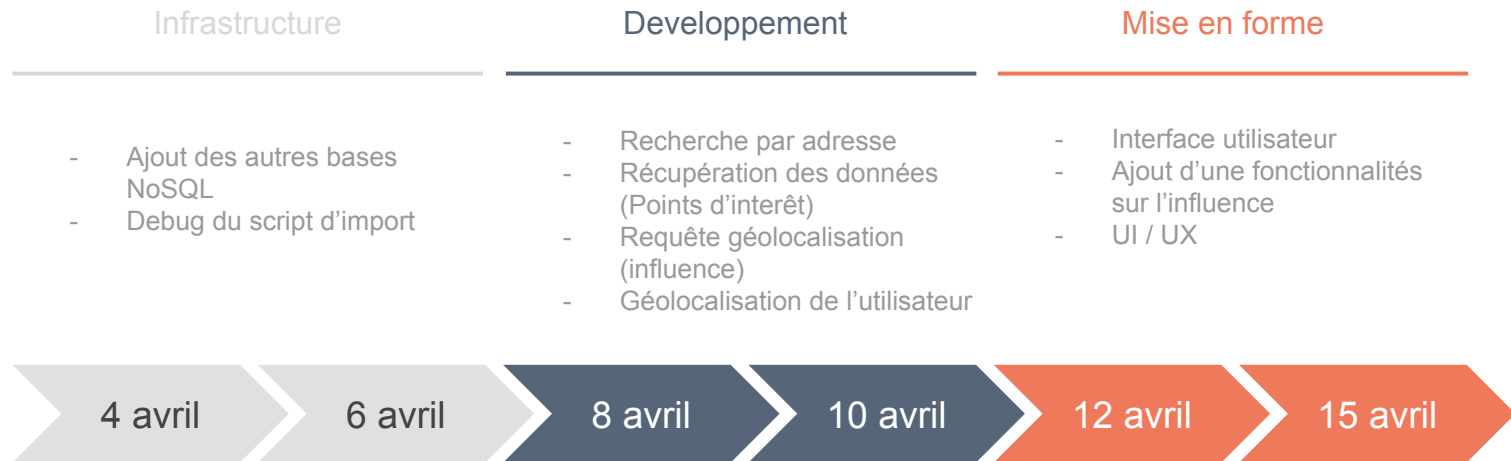 Infrastructure
- Ajout des autres bases
NoSQL
- Debug du script d’import
Developpement
- Recherche par adresse
- Récupération des données
(Points d’interêt)
- Requête géolocalisation
(influence)
- Géolocalisation de l’utilisateur
Mise en forme
- Interface utilisateur
- Ajout d’une fonctionnalités
sur l’influence
- UI / UX
4 avril
6 avril
8 avril
10 avril
12 avril
15 avril